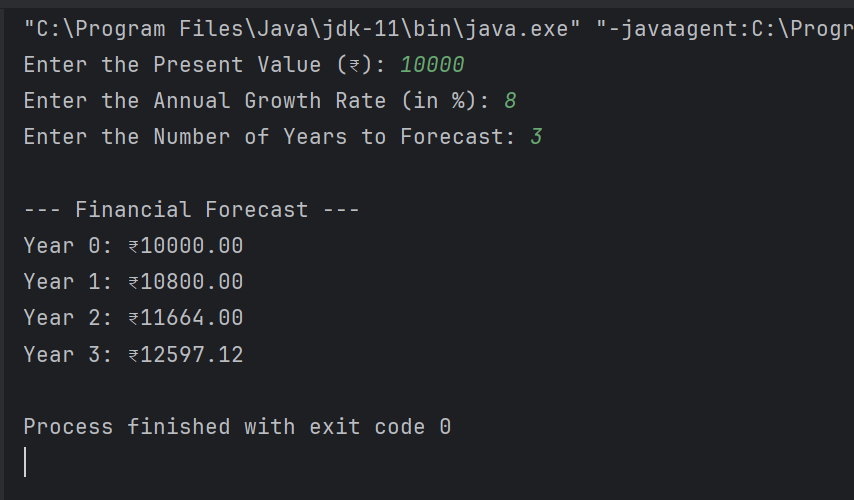 "C:\Program Files\Java\jdk-11\bin\java.exe" "-javaagent:C:\Progr
Enter the Present Value (₹): 10000
Enter the Annual Growth Rate (in %): 8
Enter the Number of Years to Forecast: 3
--- Financial Forecast ---
Year 0: ₹10000.00
Year 1: ₹10800.00
Year 2: ₹11664.00
Year 3: ₹12597.12
Process finished with exit code 0